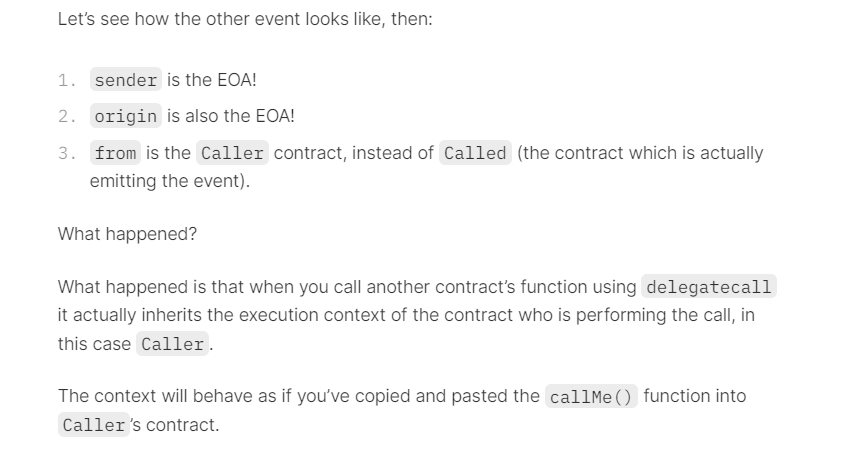 Let's see how the other event looks like, then:
1. sender is the EOA!
2. origin is also the EOA!
3. from is the Caller contract, instead of Called (the contract which is actually
emitting the event).
What happened?
What happened is that when you call another contract's function using delegatecall
it actually inherits the execution context of the contract who is performing the call, in
this case Caller.
The context will behave as if you've copied and pasted the callMe() function into
Caller's contract.